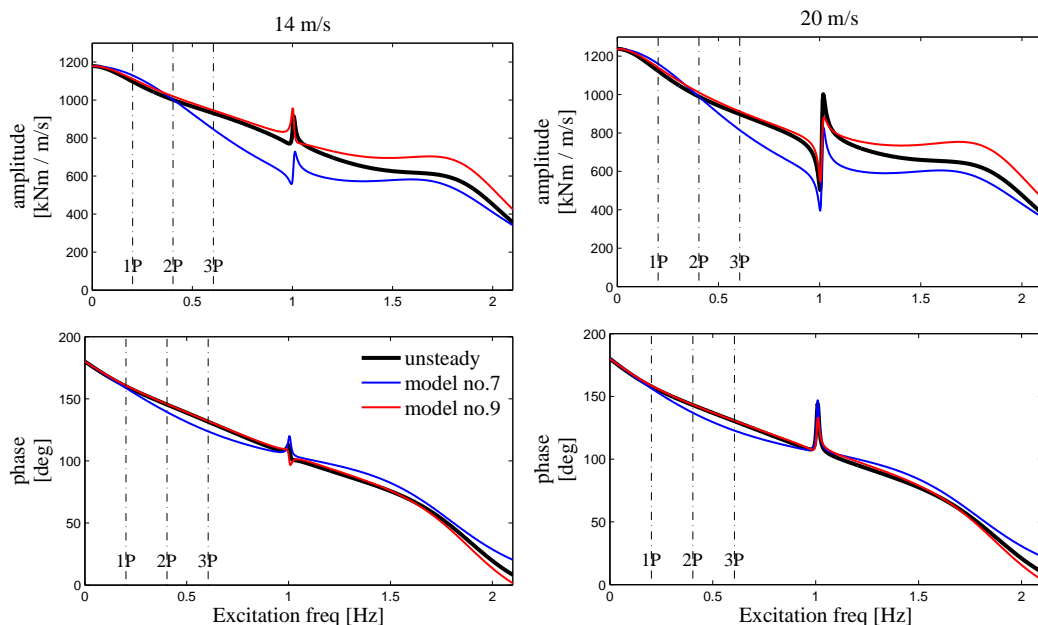 14 m/s
20 m/s
amplitude
[kNm / m/s]
1200
1000
800
600
400
200
0
1P
2P
3P
0
0.5
1
1.5
2
amplitude
[kNm / m/s]
1200
1000
800
600
400
200
0
1P
2P
3P
0
0.5
1
1.5
2
phase
[deg]
200
150
100
50
0
unsteady
model no.7
model no.9
1P
2P
3P
0
0.5
1
1.5
2
Excitation freq [Hz]
phase
[deg]
200
150
100
50
0
1P
2P
3P
0
0.5
1
1.5
2
Excitation freq [Hz]